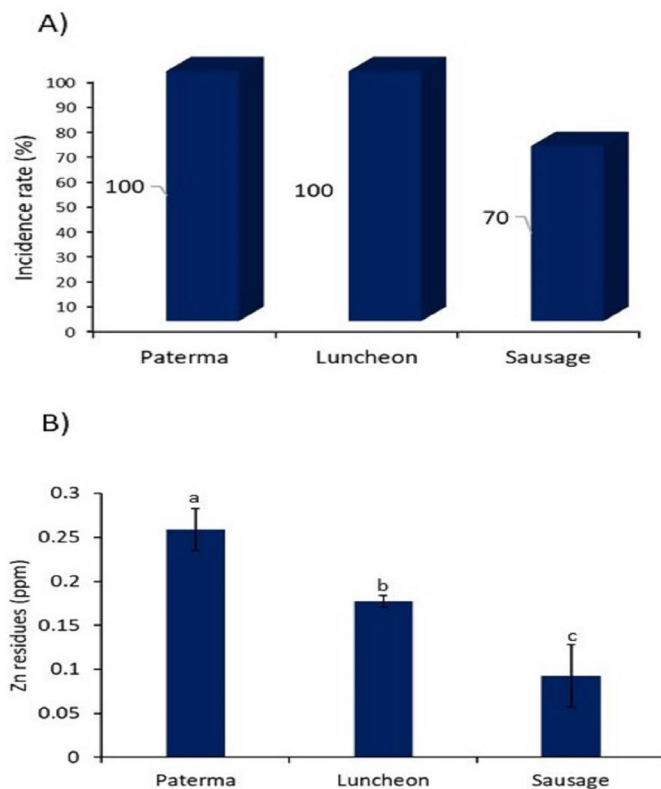 A)
Incidence rate (%)
100
90
80
70
60
50
40
30
20
10
0
100
100
70
Paterma
Luncheon
Sausage
B)
Zn residues (ppm)
0.3
0.25
0.2
0.15
0.1
0.05
0
a
b
c
Paterma
Luncheon
Sausage